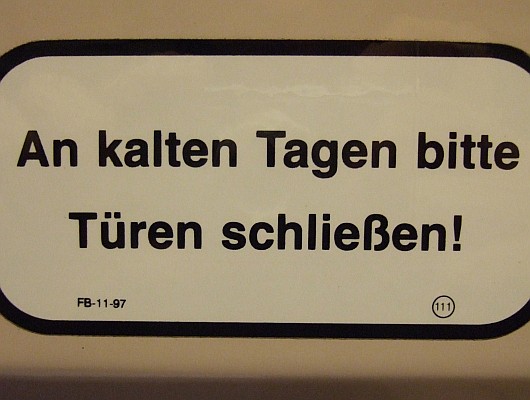 An kalten Tagen bitte
Türen schließen!
FB-11-97 111